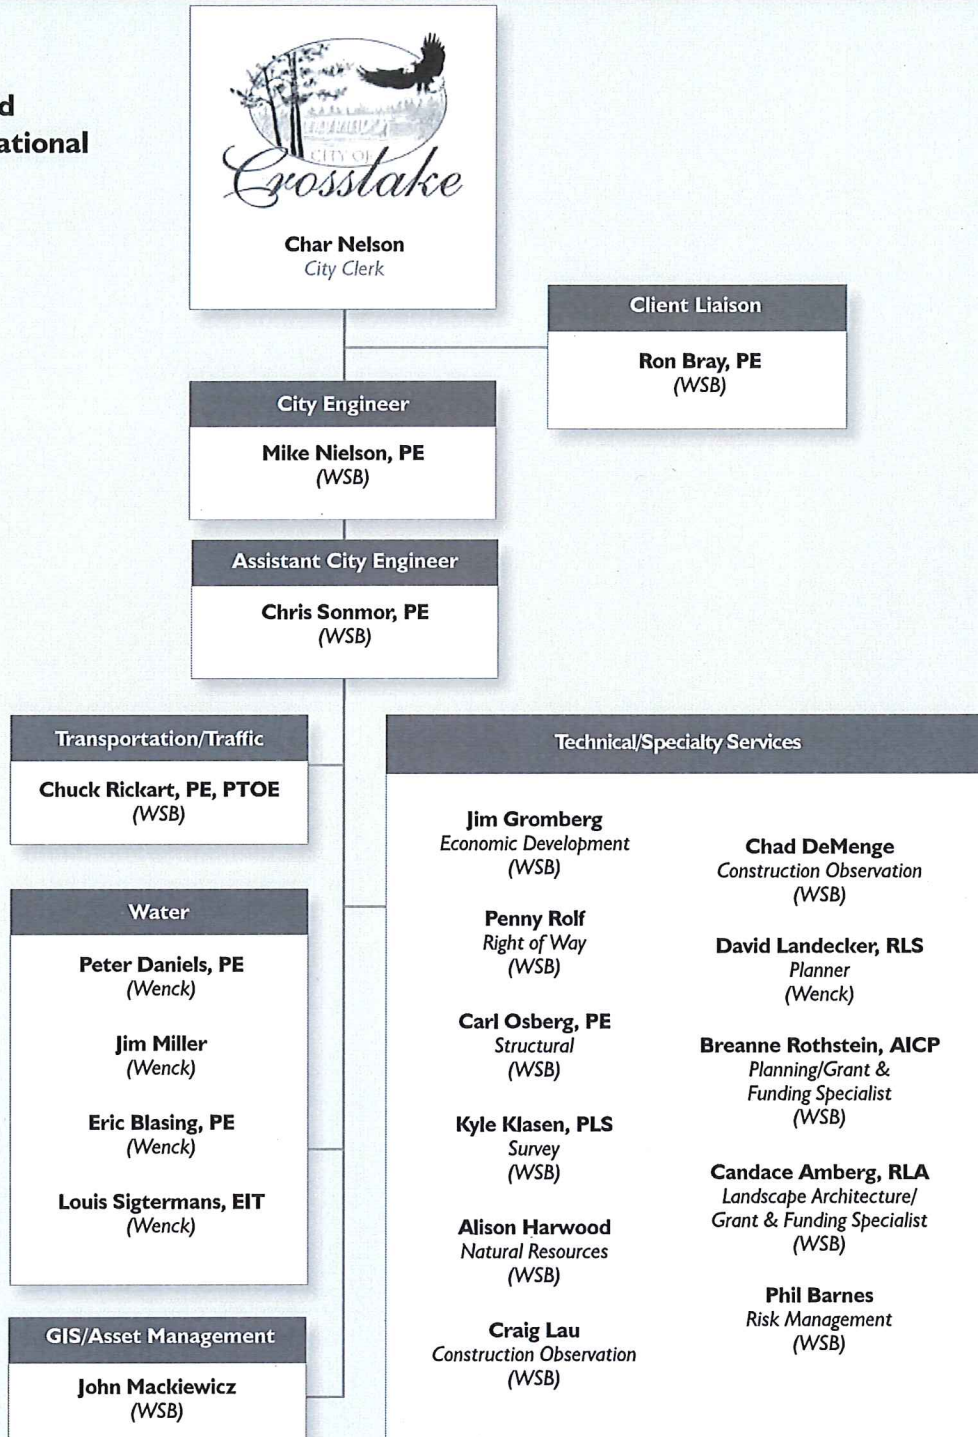 d
ational
CITY OF
Crosslake
Char Nelson
City Clerk
Client Liaison
Ron Bray, PE
(WSB)
City Engineer
Mike Nielson, PE
(WSB)
Assistant City Engineer
Chris Sonmor, PE
(WSB)
Transportation/Traffic
Chuck Rickart, PE, PTOE
(WSB)
Water
Peter Daniels, PE
(Wenck)
Jim Miller
(Wenck)
Eric Blasing, PE
(Wenck)
Louis Sigtermans, EIT
(Wenck)
GIS/Asset Management
John Mackiewicz
(WSB)
Technical/Specialty Services
Jim Gromberg
Economic Development
(WSB)
Penny Rolf
Right of Way
(WSB)
Carl Osberg, PE
Structural
(WSB)
Kyle Klasen, PLS
Survey
(WSB)
Alison Harwood
Natural Resources
(WSB)
Craig Lau
Construction Observation
(WSB)
Chad DeMenge
Construction Observation
(WSB)
David Landecker, RLS
Planner
(Wenck)
Breanne Rothstein, AICP
Planning/Grant &
Funding Specialist
(WSB)
Candace Amberg, RLA
Landscape Architecture/
Grant & Funding Specialist
(WSB)
Phil Barnes
Risk Management
(WSB)